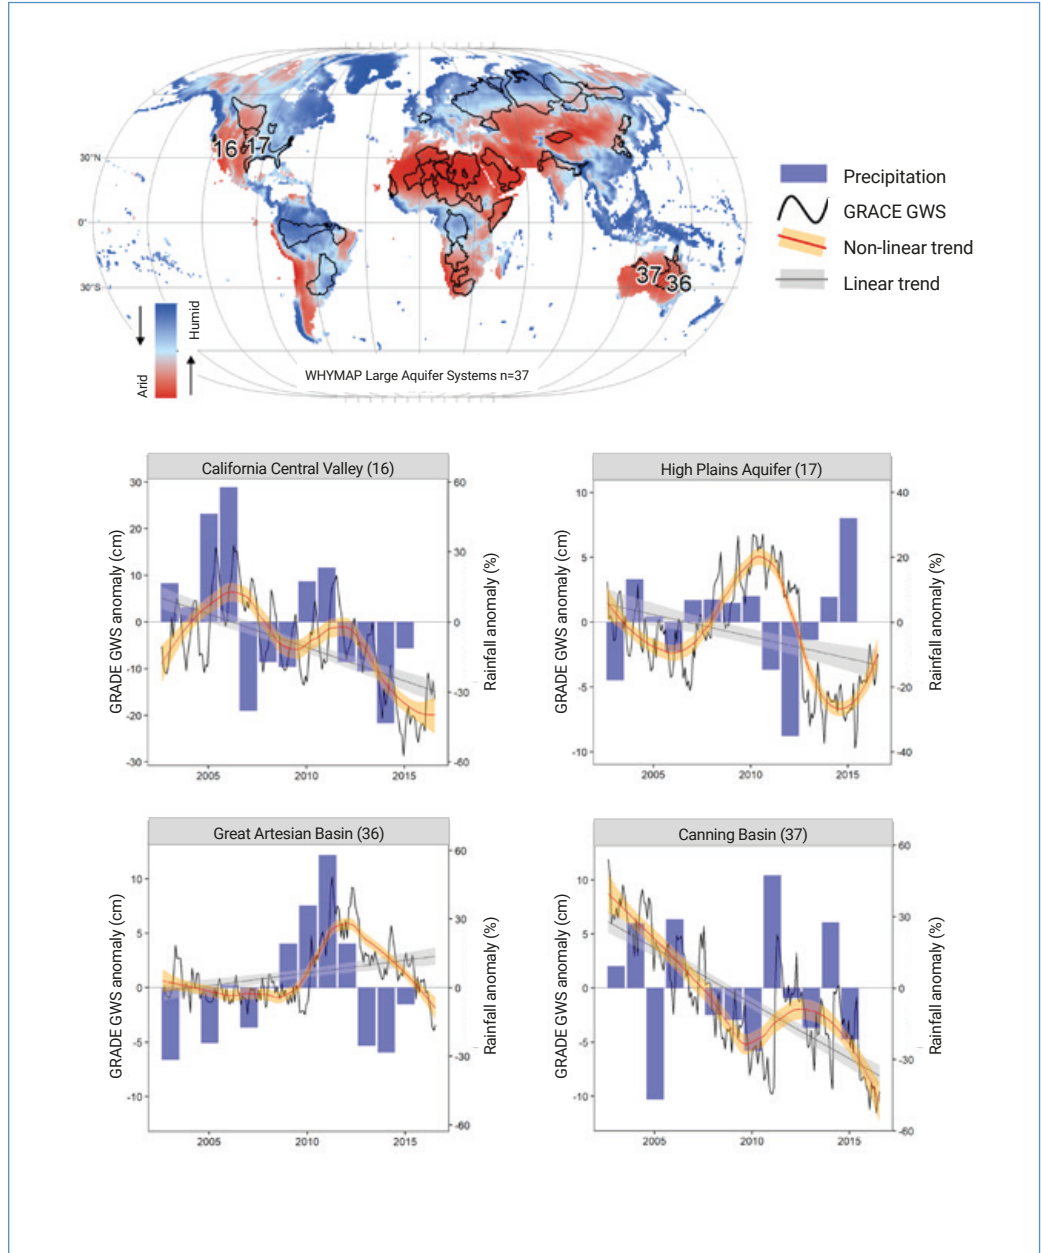 30°N
0°
30°S
16
17
37
36
Humid
Arid
WHYMAP Large Aquifer Systems n=37
Precipitation
GRACE GWS
Non-linear trend
Linear trend
California Central Valley (16)
GRADE GWS anomaly (cm)
30
20
10
0
-10
-20
-30
60
30
0
-30
-60
Rainfall anomaly (%)
2005 2010 2015
High Plains Aquifer (17)
GRADE GWS anomaly (cm)
10
5
0
-5
-10
40
20
0
-20
-40
Rainfall anomaly (%)
2005 2010 2015
Great Artesian Basin (36)
GRADE GWS anomaly (cm)
10
5
0
-5
-10
60
30
0
-30
-60
Rainfall anomaly (%)
2005 2010 2015
Canning Basin (37)
GRADE GWS anomaly (cm)
10
5
0
-5
-10
60
30
0
-30
-60
Rainfall anomaly (%)
2005 2010 2015